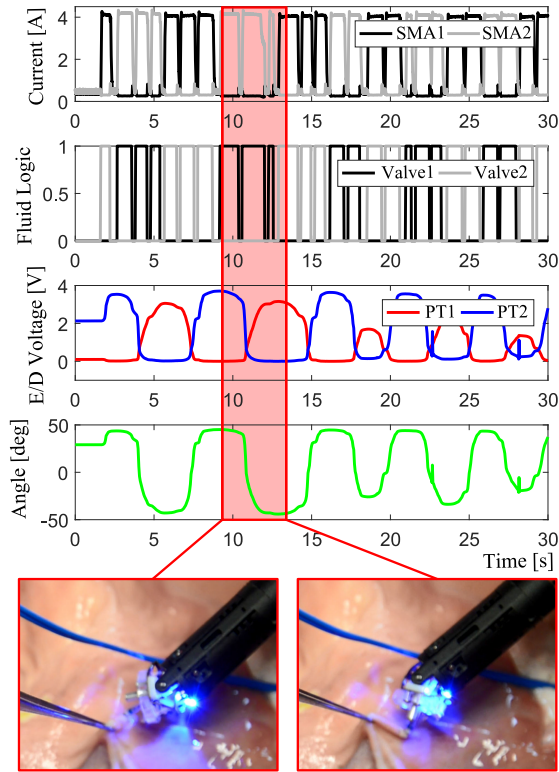 Current [A]
4
2
0
SMA1 SMA2
0 5 10 15 20 25 30
Fluid Logic
1
0.5
0
Valve1 Valve2
0 5 10 15 20 25 30
E/D Voltage [V]
4
2
0
PT1 PT2
0 5 10 15 20 25 30
Angle [deg]
50
0
-50
0 5 10 15 20 25 30
Time [s]